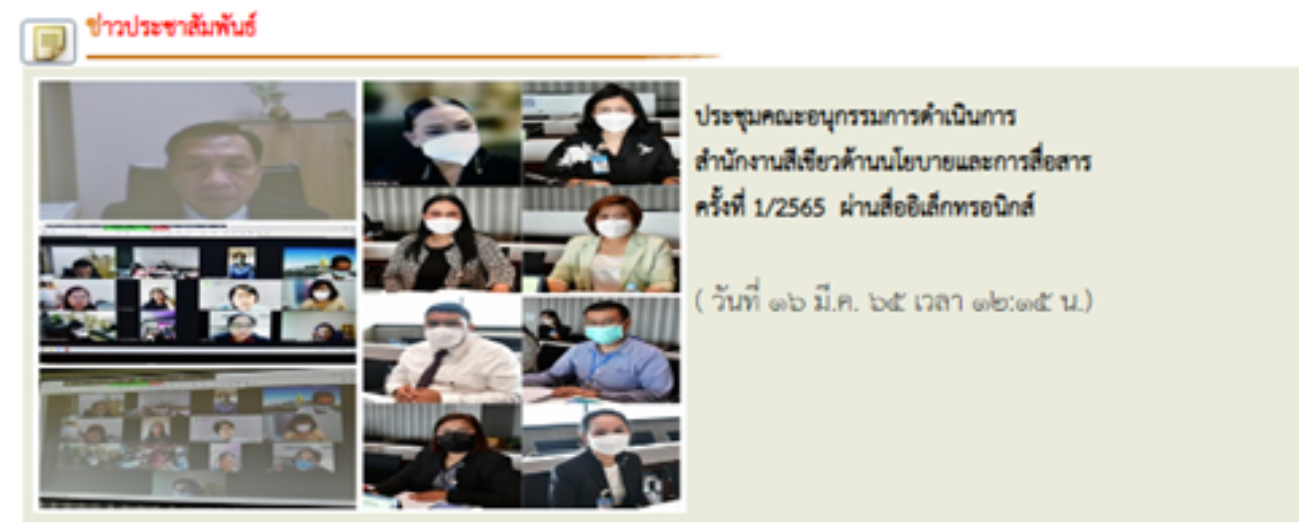 ข่าวประชาสัมพันธ์
ประชุมคณะอนุกรรมการดำเนินการ
สำนักงานสีเขียวด้านนโยบายและการสื่อสาร
ครั้งที่ 1/2565 ผ่านสื่ออิเล็กทรอนิกส์
( วันที่ ๑๖ มี.ค. ๖๕ เวลา ๑๒:๑๕ น.)